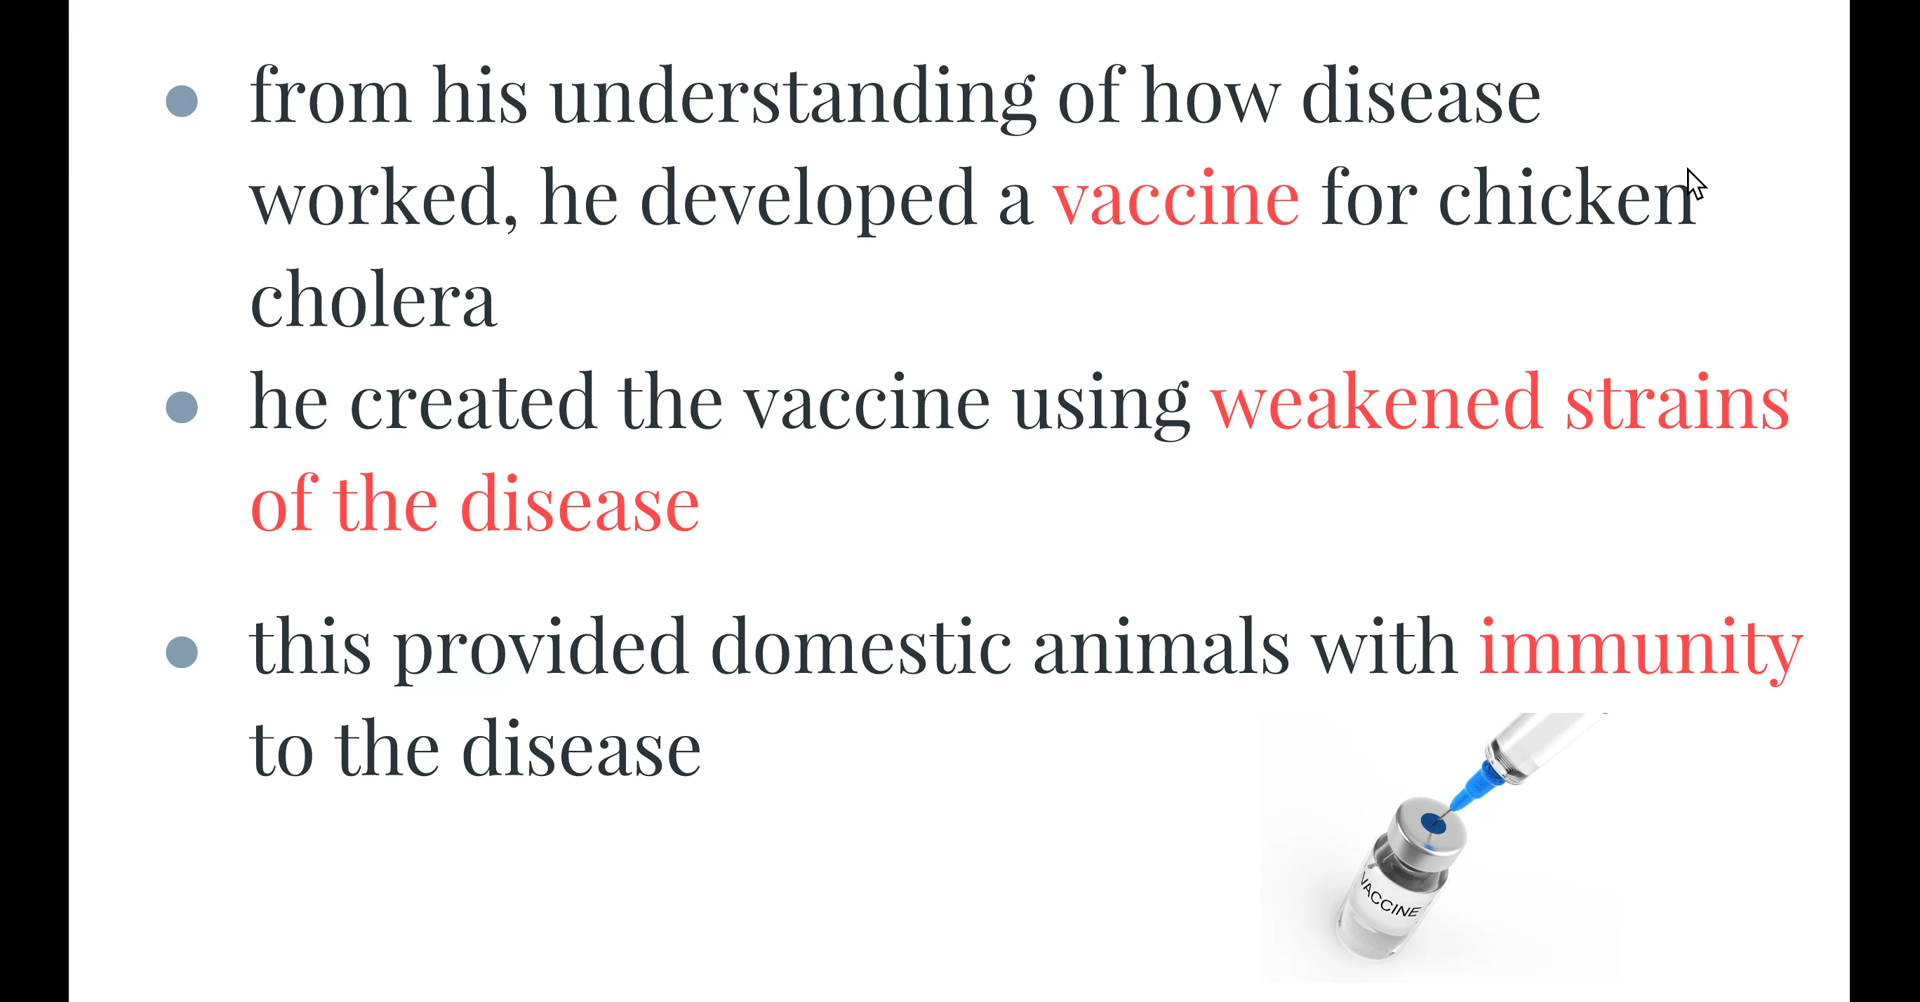 from his understanding of how disease
worked, he developed a vaccine for chicken
cholera
he created the vaccine using weakened strains
of the disease
this provided domestic animals with immunity
to the disease
VACCINE